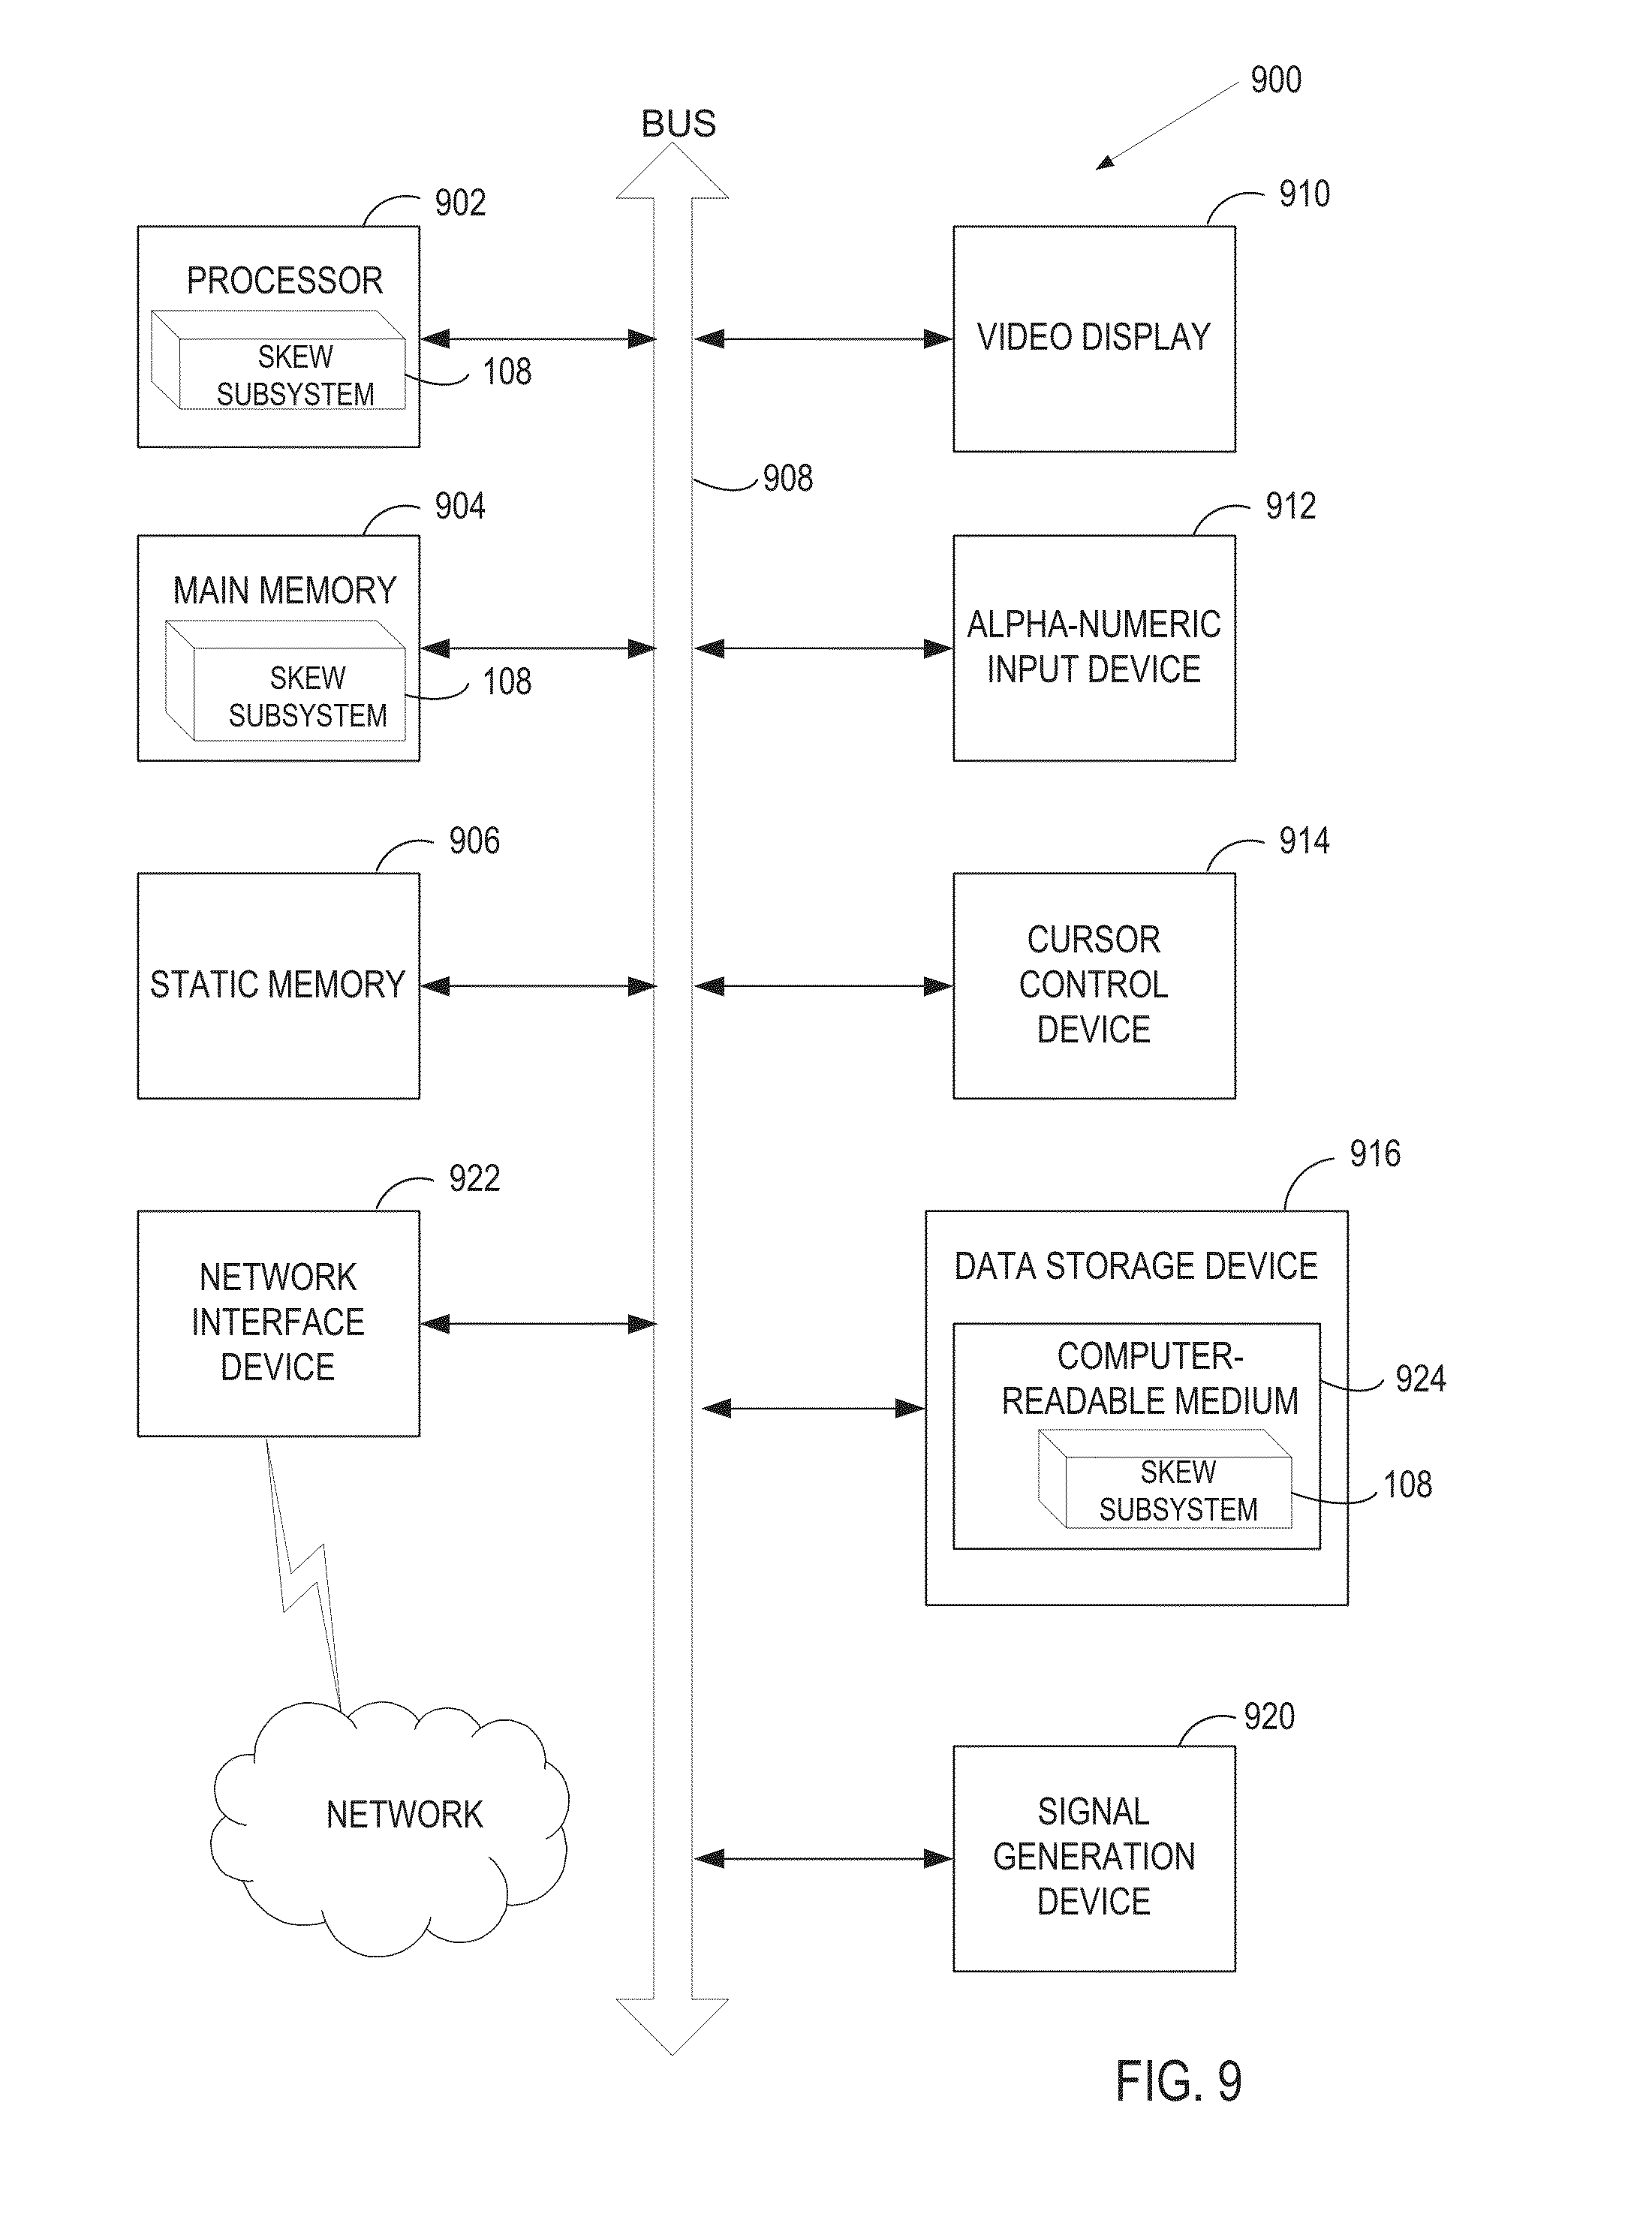 900
BUS
902
PROCESSOR
SKEW
SUBSYSTEM
108
910
VIDEO DISPLAY
908
904
MAIN MEMORY
SKEW
SUBSYSTEM
108
912
ALPHA-NUMERIC
INPUT DEVICE
906
STATIC MEMORY
914
CURSOR
CONTROL
DEVICE
922
NETWORK
INTERFACE
DEVICE
916
DATA STORAGE DEVICE
COMPUTER-
READABLE MEDIUM
924
SKEW
SUBSYSTEM
108
NETWORK
920
SIGNAL
GENERATION
DEVICE
FIG. 9